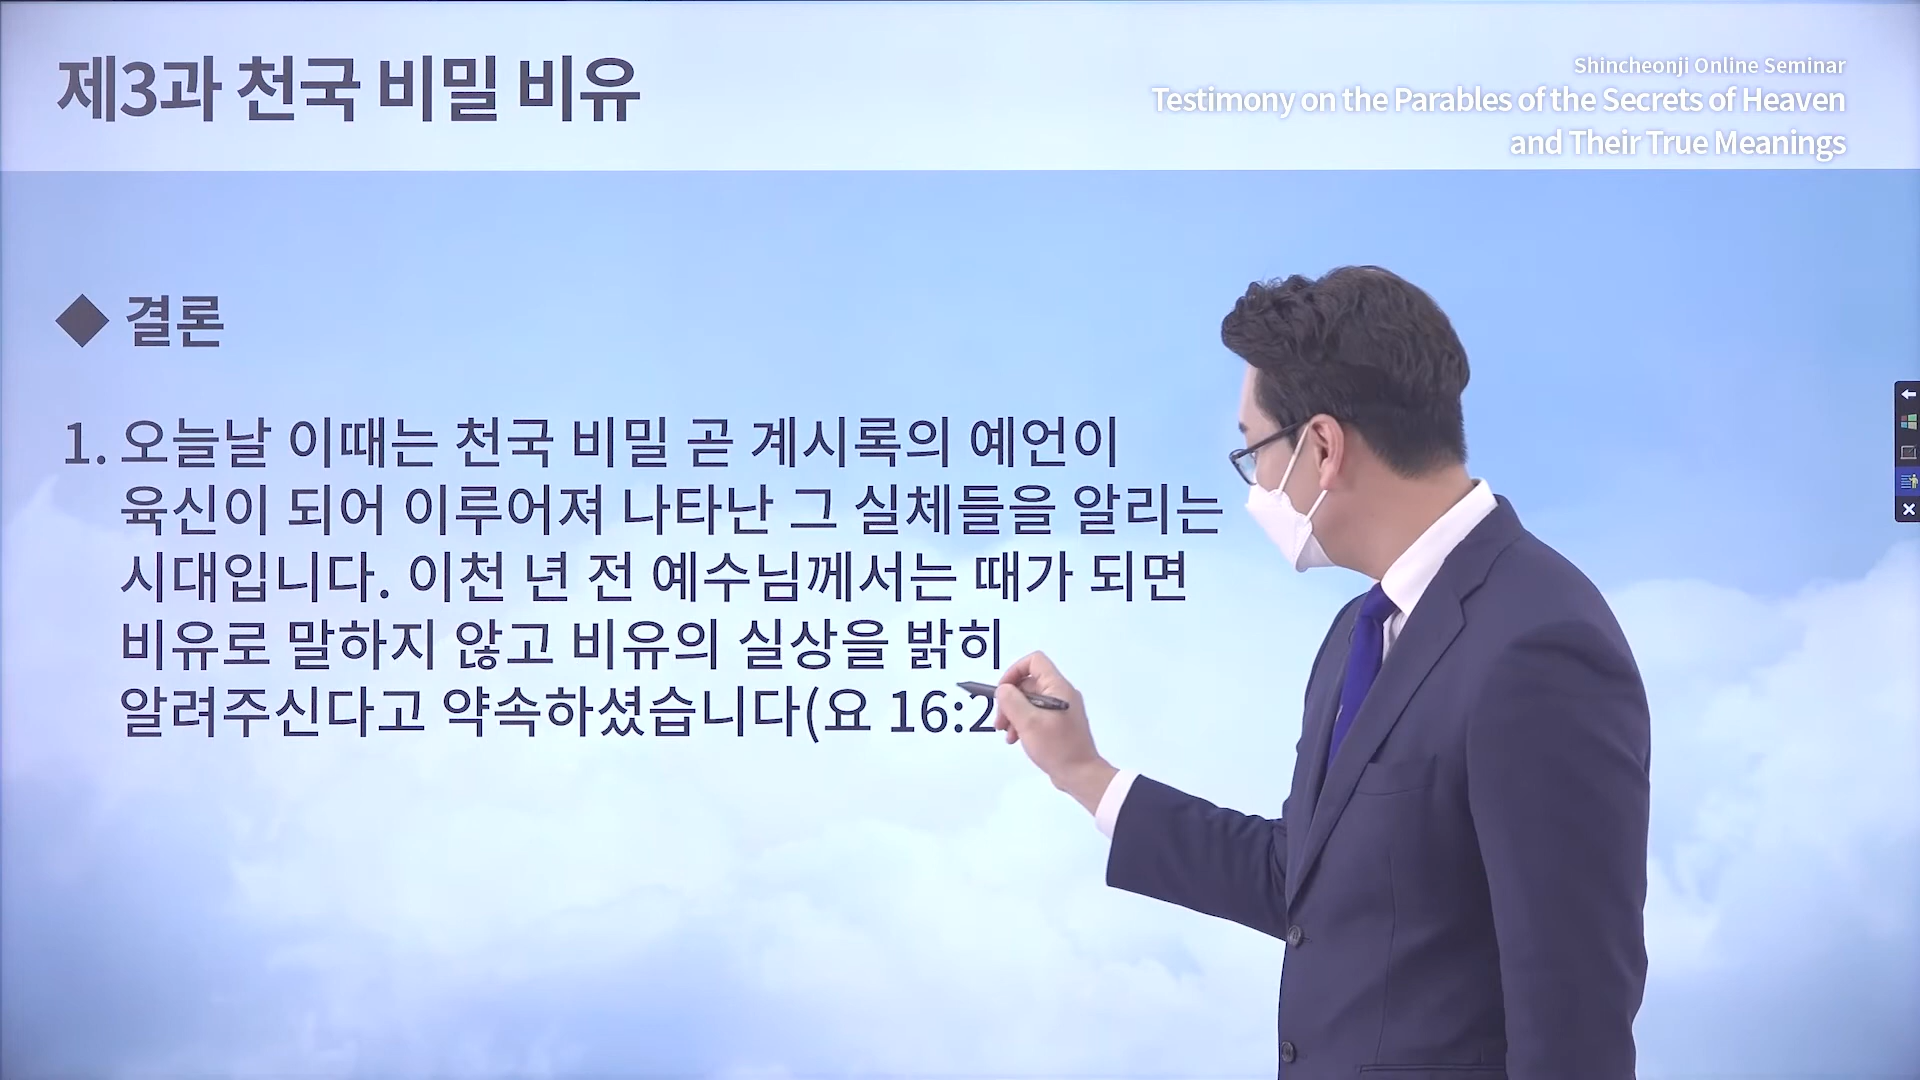 제3과 천국 비밀 비유
Shincheonji Online Seminar
Testimony on the Parables of the Secrets of Heaven
and Their True Meanings
◆ 결론
1. 오늘날 이때는 천국 비밀 곧 계시록의 예언이
육신이 되어 이루어져 나타난 그 실체들을 알리는
시대입니다. 이천 년 전 예수님께서는 때가 되면
비유로 말하지 않고 비유의 실상을 밝히
알려주신다고 약속하셨습니다(요 16:2